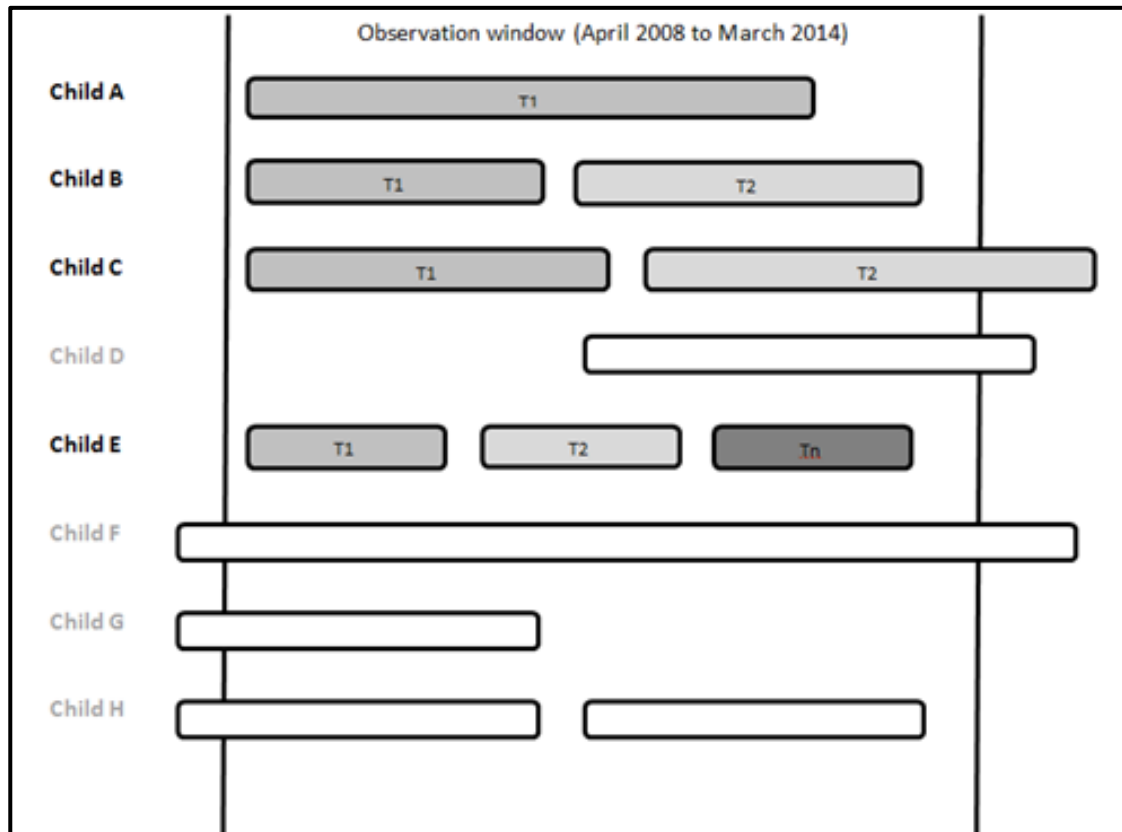 Observation window (April 2008 to March 2014)
Child A T1
Child B T1 T2
Child C T1 T2
Child D
Child E T1 T2 Tn
Child F
Child G
Child H